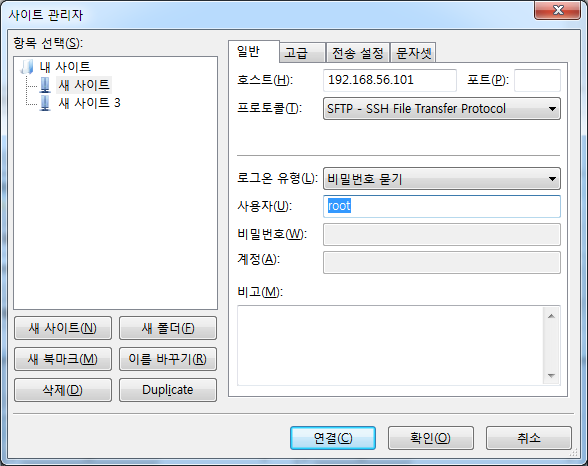 사이트 관리자
항목 선택(S):
내 사이트
새 사이트
새 사이트 3
새 사이트(N) 새 폴더(F)
새 북마크(M) 이름 바꾸기(R)
삭제(D) Duplicate
일반 고급 전송 설정 문자셋
호스트(H): 192.168.56.101 포트(P):
프로토콜(T): SFTP - SSH File Transfer Protocol
로그온 유형(L): 비밀번호 묻기
사용자(U): root
비밀번호(W):
계정(A):
비고(M):
연결(C) 확인(O) 취소